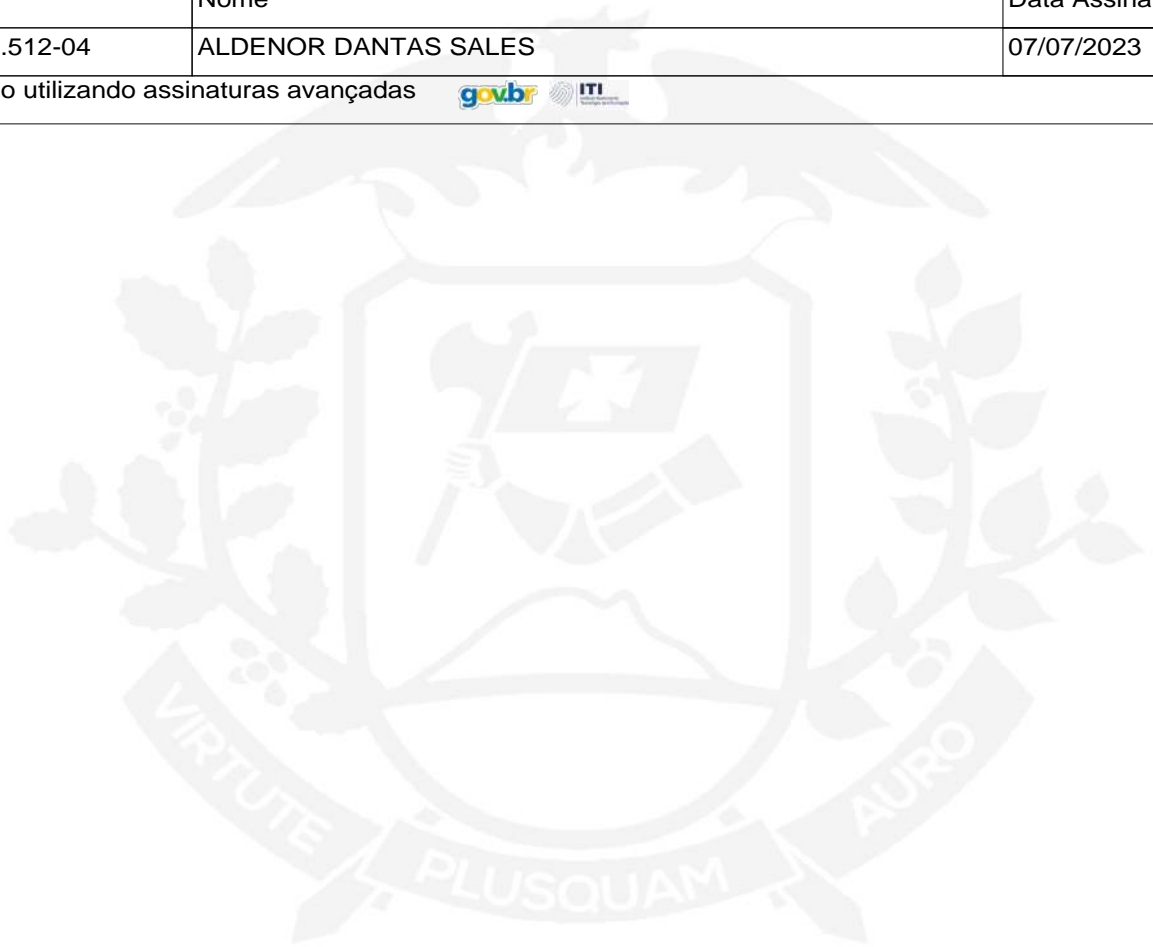 Nome
Data Assina
.512-04
ALDENOR DANTAS SALES
07/07/2023
o utilizando assinaturas avançadas
gov.br
ITI
VIRTUTE
PLUSQUAM
AURO